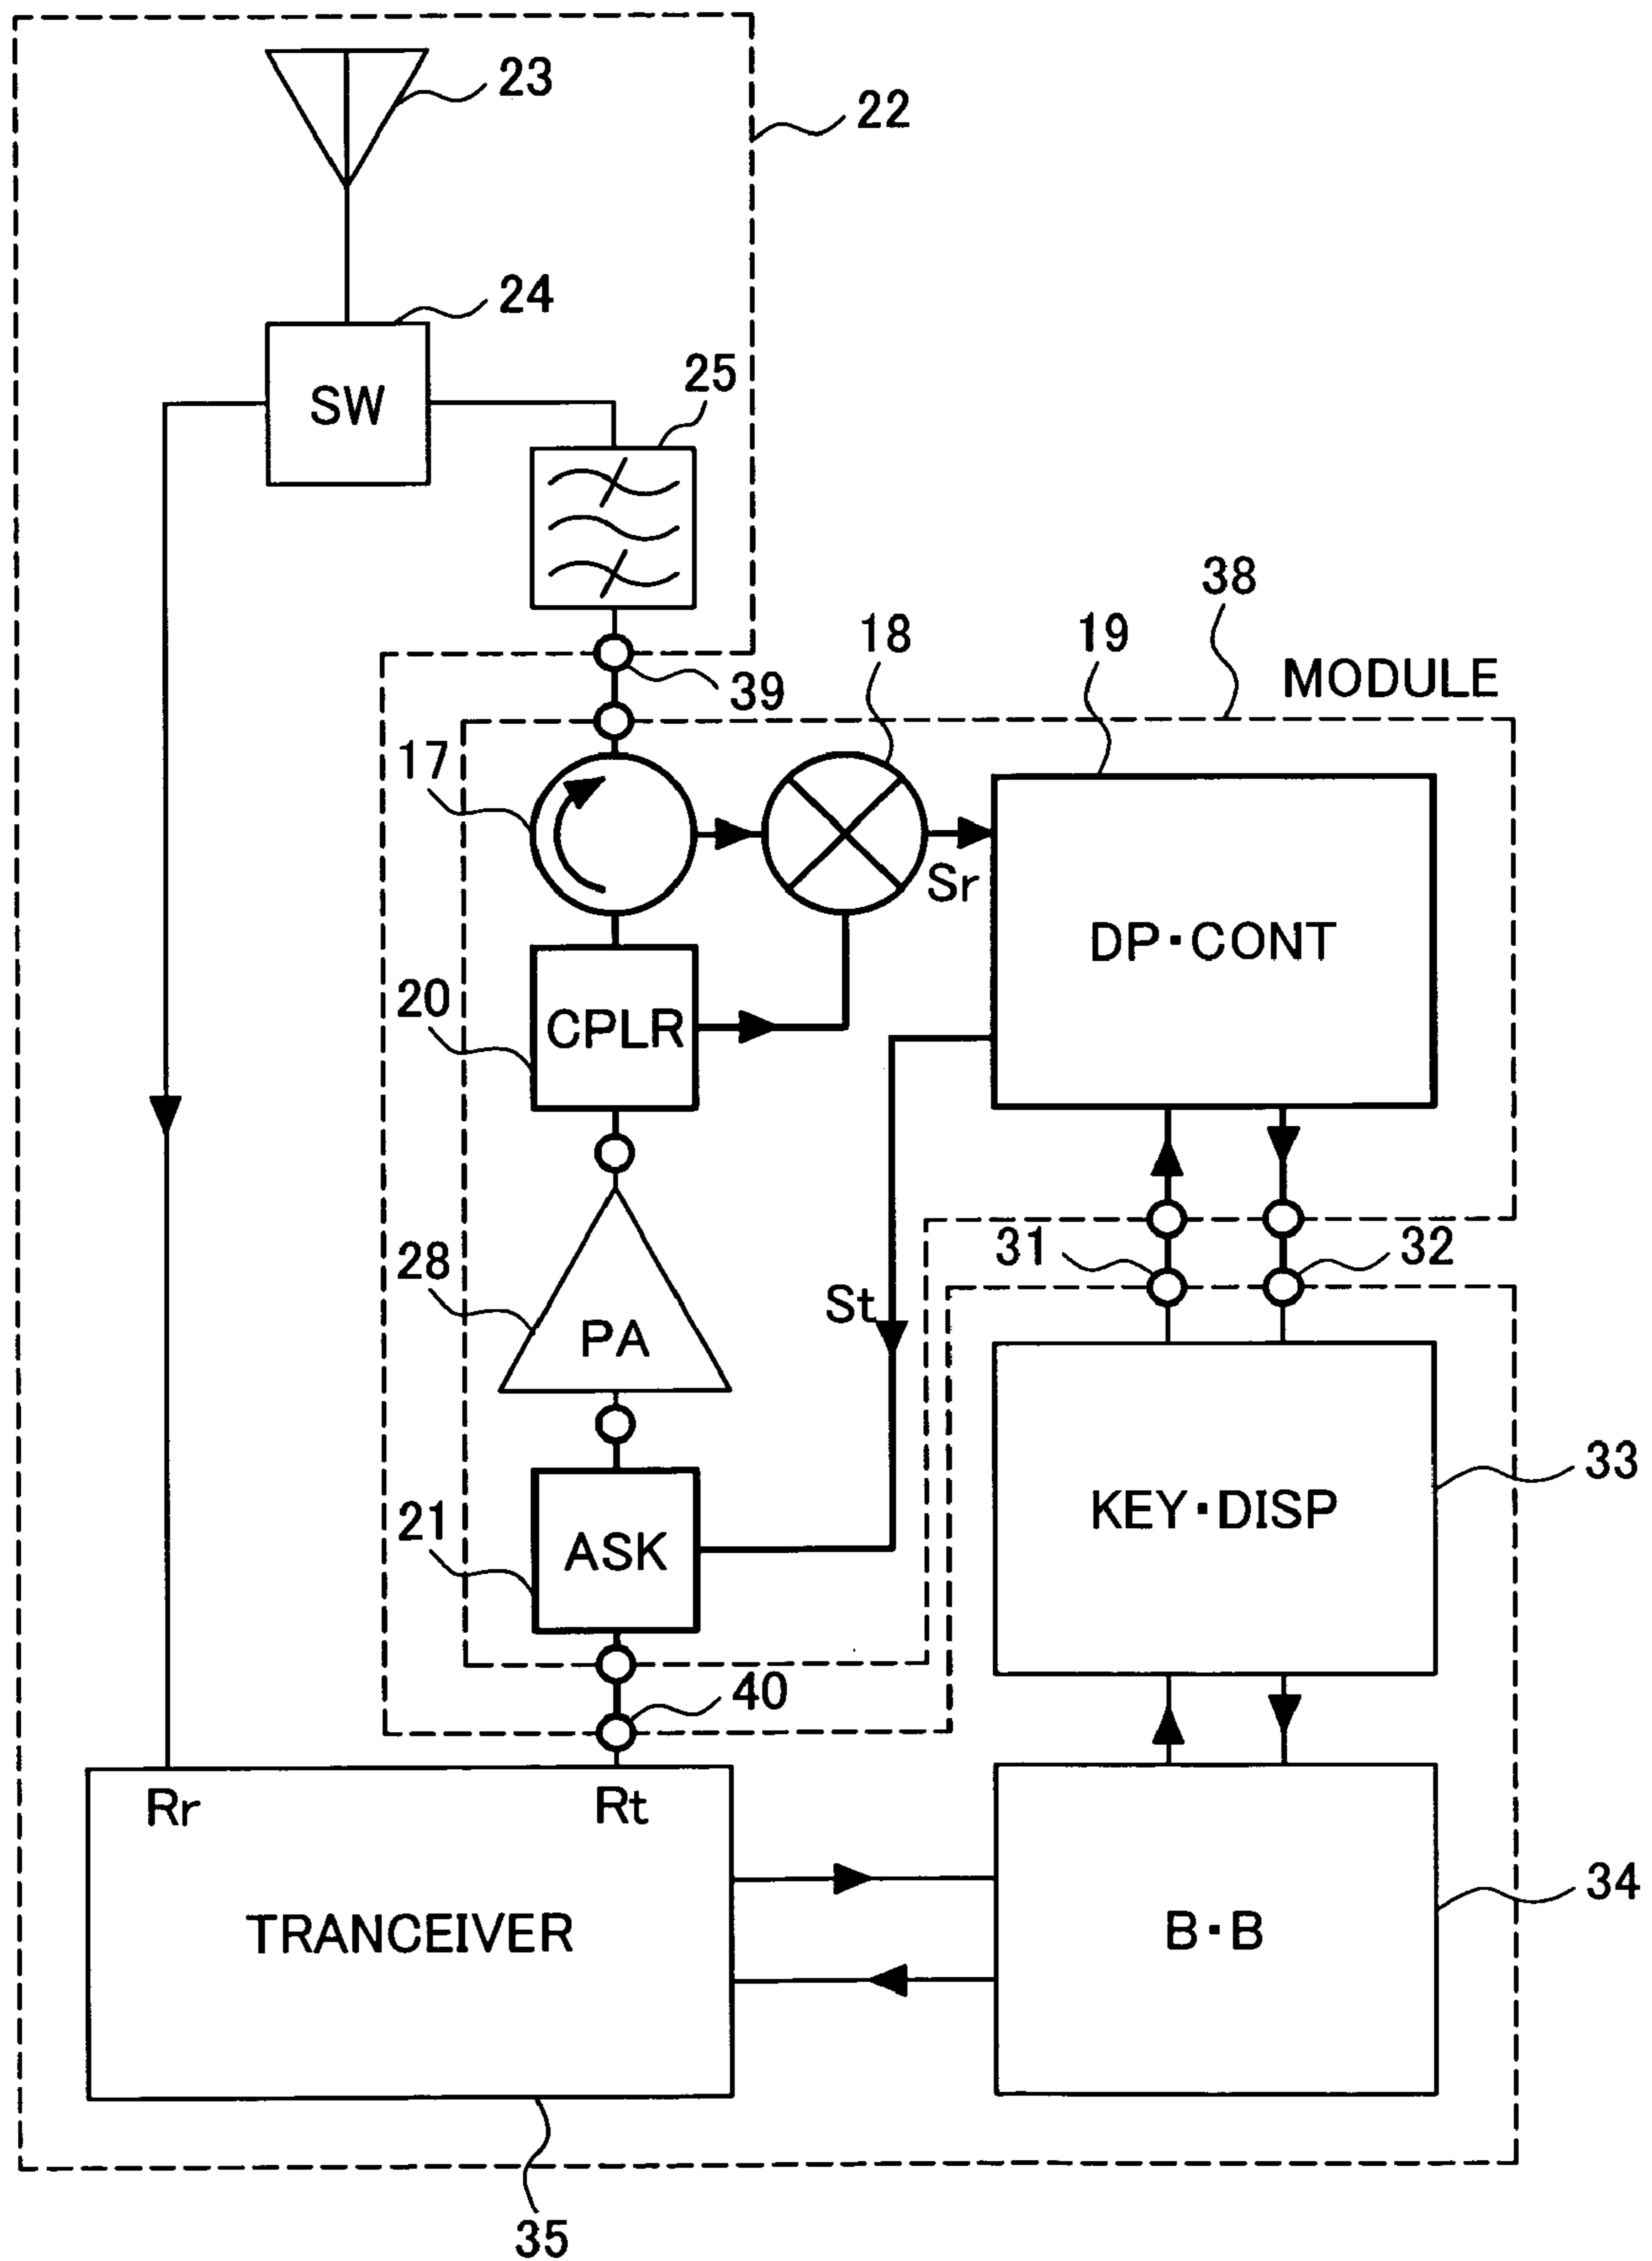 23
22
24
25
SW
38
18
19
MODULE
39
17
Sr
DP・CONT
20
CPLR
31
32
28
St
PA
33
KEY・DISP
21
ASK
40
Rr
Rt
34
TRANCEIVER
B・B
35